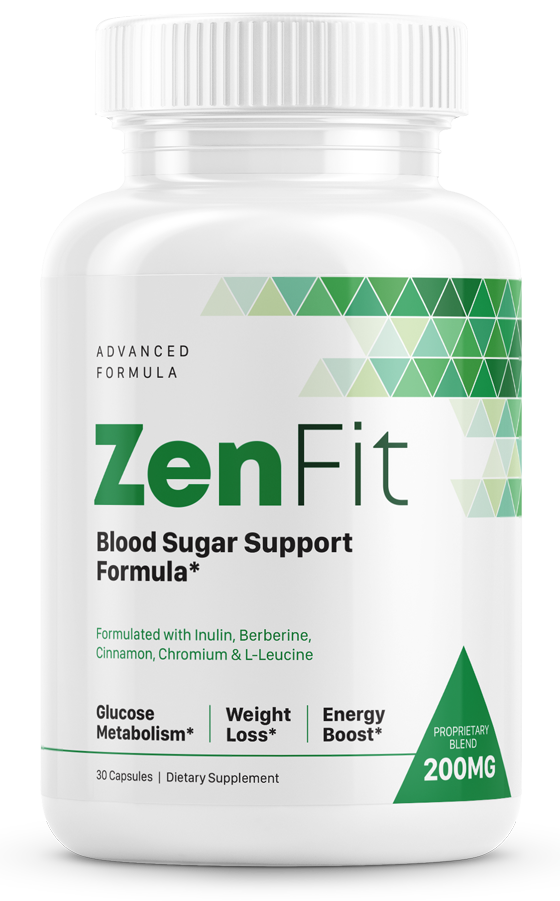 ADVANCED
FORMULA
ZenFit
Blood Sugar Support
Formula*
Formulated with Inulin, Berberine,
Cinnamon, Chromium & L-Leucine
Glucose
Metabolism*
Weight
Loss*
Energy
Boost*
PROPRIETARY
BLEND
200MG
30 Capsules | Dietary Supplement